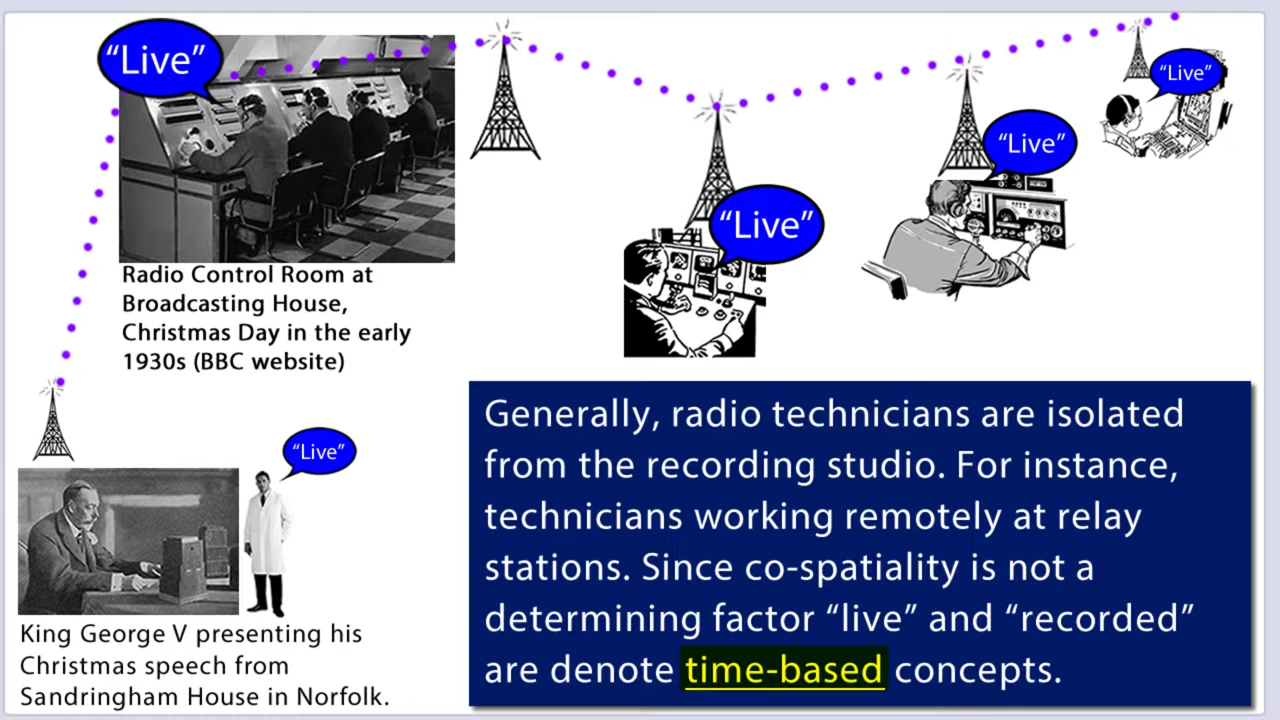 “Live”
“Live”
“Live”
“Live”
Radio Control Room at
Broadcasting House,
Christmas Day in the early
1930s (BBC website)
“Live”
King George V presenting his
Christmas speech from
Sandringham House in Norfolk.
Generally, radio technicians are isolated
from the recording studio. For instance,
technicians working remotely at relay
stations. Since co-spatiality is not a
determining factor “live” and “recorded”
are denote time-based concepts.